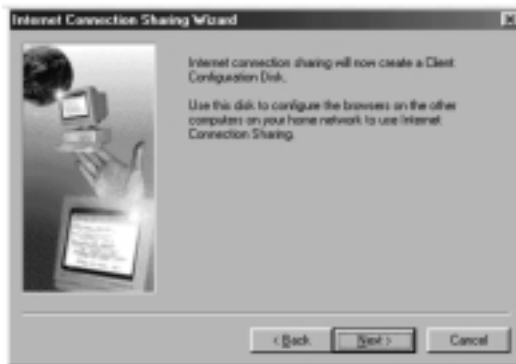 Internet Connection Sharing Wizard
Internet connection sharing will now create a Client
Configuration Disk.
Use this disk to configure the browsers on the other
computers on your home network to use Internet
Connection Sharing.
< Back
Next >
Cancel